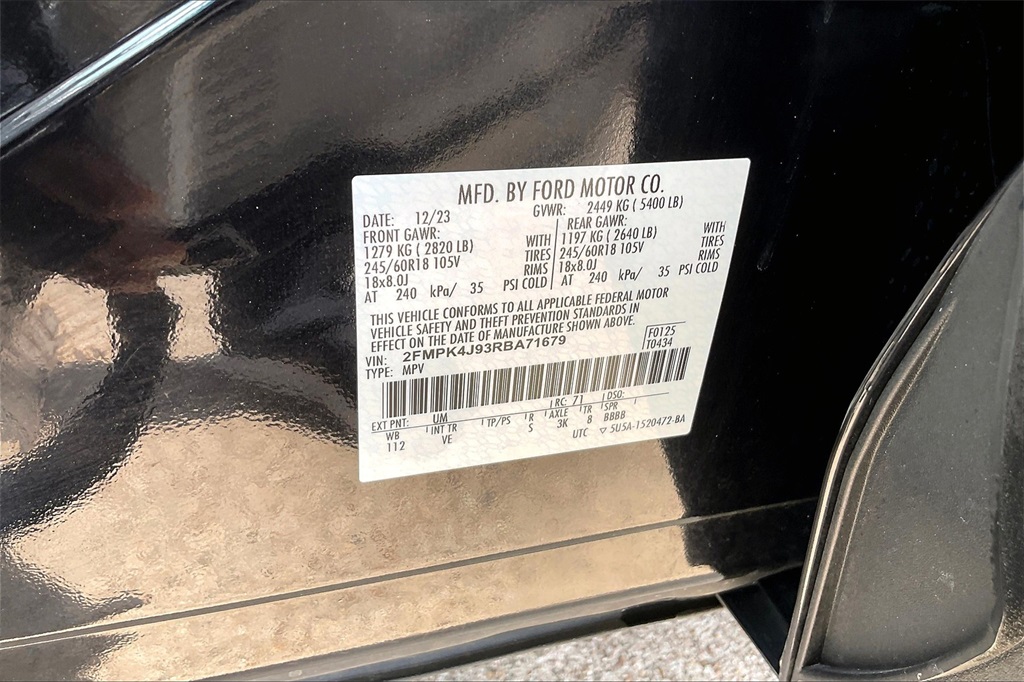 MFD. BY FORD MOTOR CO.
DATE: 12/23 GVWR: 2449 KG ( 5400 LB)
FRONT GAWR: REAR GAWR:
1279 KG ( 2820 LB) WITH 1197 KG ( 2640 LB) WITH
245/60R18 105V TIRES 245/60R18 105V TIRES
18x8.0J RIMS 18x8.0J RIMS
AT 240 kPa/ 35 PSI COLD AT 240 kPa/ 35 PSI COLD
THIS VEHICLE CONFORMS TO ALL APPLICABLE FEDERAL MOTOR
VEHICLE SAFETY AND THEFT PREVENTION STANDARDS IN
EFFECT ON THE DATE OF MANUFACTURE SHOWN ABOVE.
VIN: 2FMPK4J93RBA71679 F0125
TYPE: MPV T0434
EXT PNT: UM RC: 71 DSO:
WB INT TR TP/PS R AXLE TR SPR
112 VE S 3K 8 BBBB
UTC ▽ 5U5A-1520472-BA